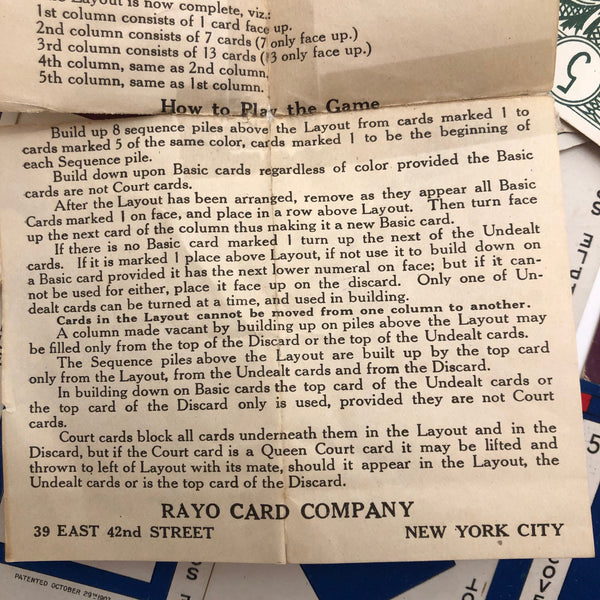 Layout is now complete, viz.:
1st column consists of 1 card face up.
2nd column consists of 7 cards (7 only face up.)
3rd column consists of 13 cards (13 only face up.)
4th column, same as 2nd column.
5th column, same as 1st column.
How to Play the Game
Build up 8 sequence piles above the Layout from cards marked 1 to
cards marked 5 of the same color, cards marked 1 to be the beginning of
each Sequence pile.
Build down upon Basic cards regardless of color provided the Basic
cards are not Court cards.
After the Layout has been arranged, remove as they appear all Basic
Cards marked 1 on face, and place in a row above Layout. Then turn face
up the next card of the column thus making it a new Basic card.
If there is no Basic card marked 1 turn up the next of the Undealt
cards. If it is marked 1 place above Layout, if not use it to build down on
a Basic card provided it has the next lower numeral on face; but if it can-
not be used for either, place it face up on the discard. Only one of Un-
dealt cards can be turned at a time, and used in building.
Cards in the Layout cannot be moved from one column to another.
A column made vacant by building up on piles above the Layout may
be filled only from the top of the Discard or the top of the Undealt cards.
The Sequence piles above the Layout are built up by the top card
only from the Layout, from the Undealt cards and from the Discard.
In building down on Basic cards the top card of the Undealt cards or
the top card of the Discard only is used, provided they are not Court
cards.
Court cards block all cards underneath them in the Layout and in the
Discard, but if the Court card is a Queen Court card it may be lifted and
thrown to left of Layout with its mate, should it appear in the Layout, the
Undealt cards or is the top card of the Discard.
RAYO CARD COMPANY
39 EAST 42nd STREET NEW YORK CITY
PATENTED OCTOBER 29TH 1907
5
5